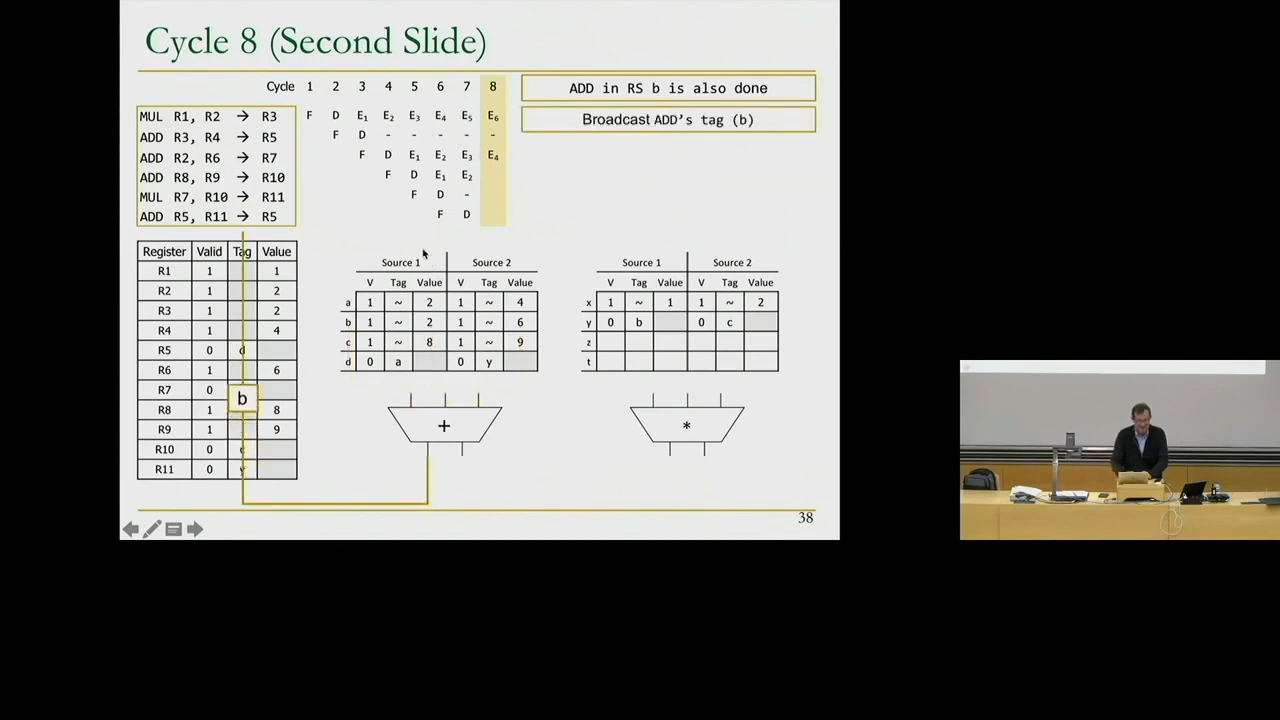 Cycle 8 (Second Slide)
Cycle 1 2 3 4 5 6 7 8
ADD in RS b is also done
Broadcast ADD's tag (b)
MUL R1, R2 → R3 F D E₁ E₂ E₃ E₄ E₅ E₆
ADD R3, R4 → R5 F D - - - - -
ADD R2, R6 → R7 F D E₁ E₂ E₃ E₄
ADD R8, R9 → R10 F D E₁ E₂
MUL R7, R10 → R11 F D -
ADD R5, R11 → R5 F D
Register Valid Tag Value
R1 1 1
R2 1 2
R3 1 2
R4 1 4
R5 0 d
R6 1 6
R7 0
b
R8 1 8
R9 1 9
R10 0
R11 0
Source 1 Source 2
V Tag Value V Tag Value
a 1 ~ 2 1 ~ 4
b 1 ~ 2 1 ~ 6
c 1 ~ 8 1 ~ 9
d 0 a 0 y
+
Source 1 Source 2
V Tag Value V Tag Value
x 1 ~ 1 1 ~ 2
y 0 b 0 c
z
t
*
38